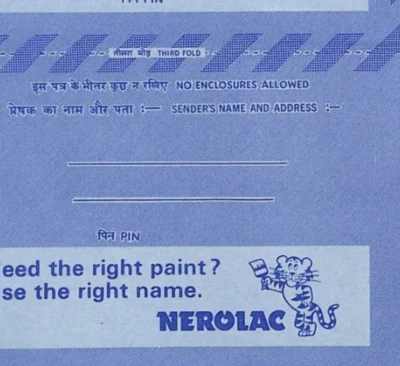 पिन PIN
तीसरा मोड़ THIRD FOLD
इस पत्र के भीतर कुछ न रखिए NO ENCLOSURES ALLOWED
प्रेषक का नाम और पता :— SENDER'S NAME AND ADDRESS :—
पिन PIN
eed the right paint?
se the right name.
NEROLAC